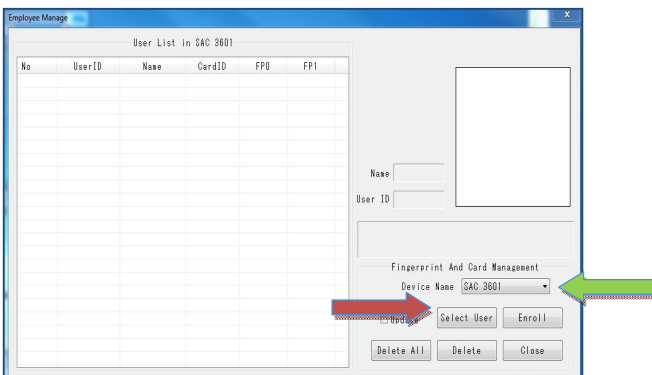 Employee Manage
X
User List in SAC 3601
No UserID Name CardID FP0 FP1
Name
User ID
Fingerprint And Card Management
Device Name SAC 3601
Update Select User Enroll
Delete All Delete Close